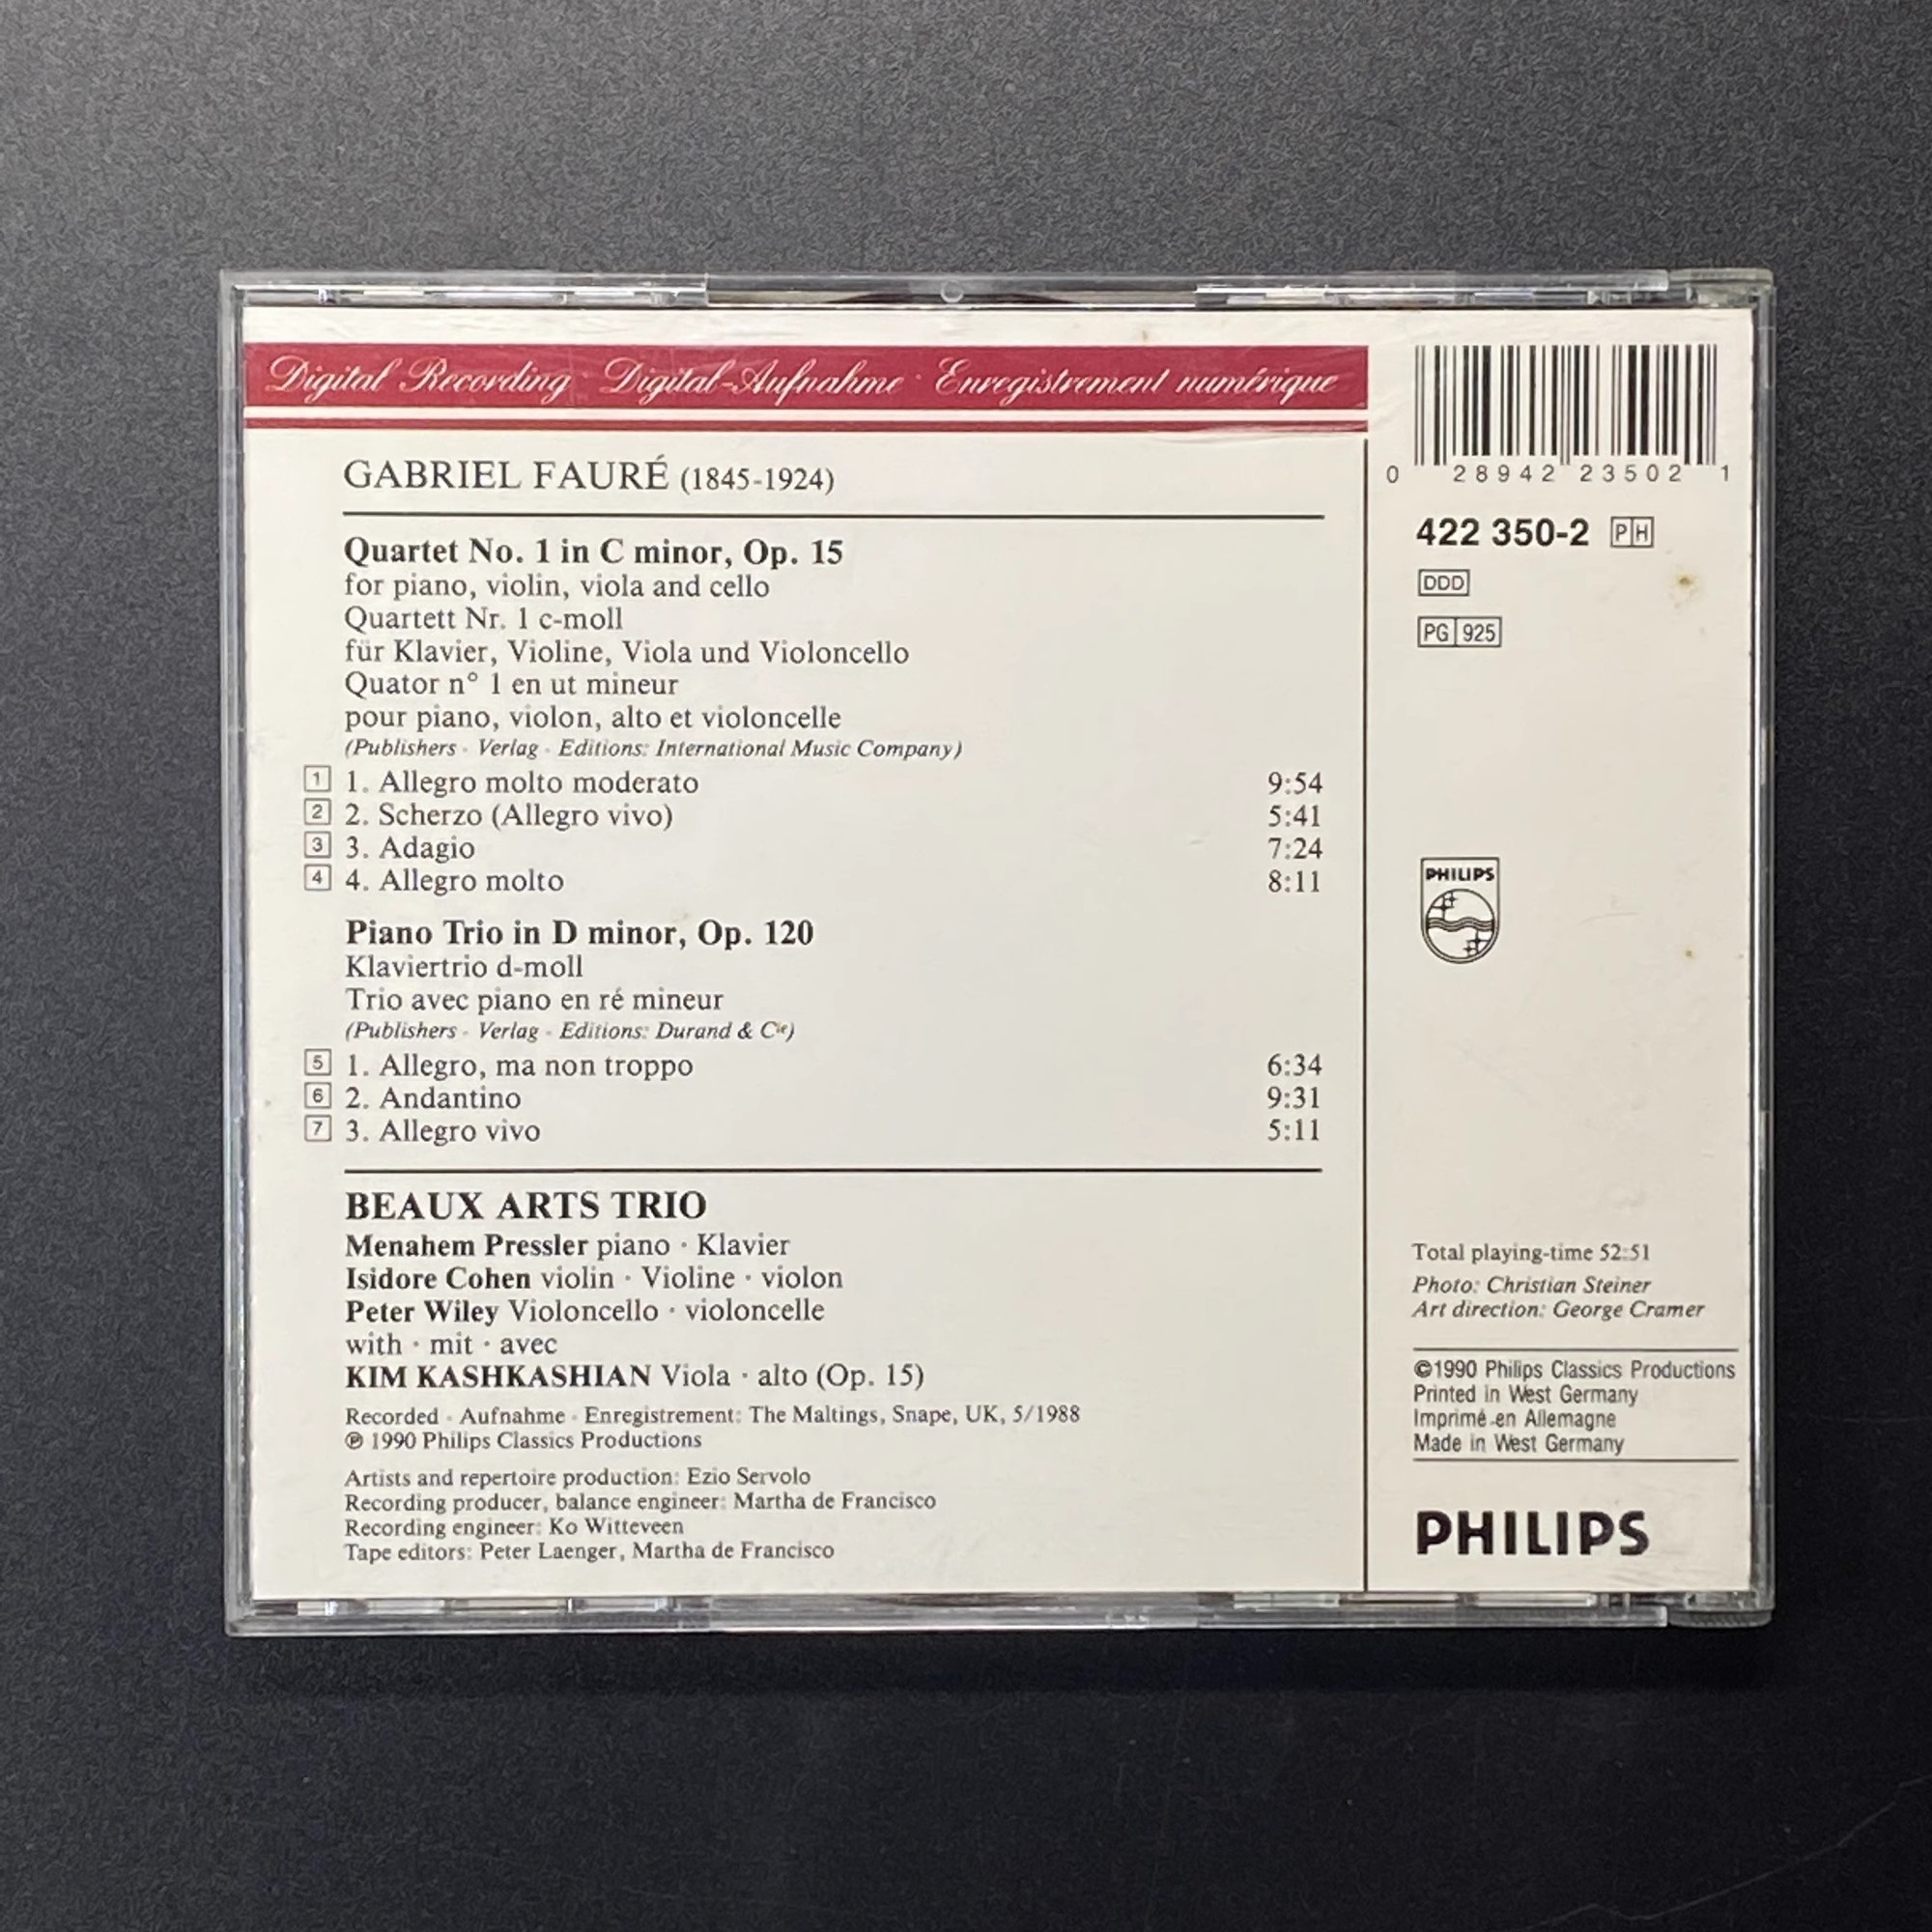 Digital Recording · Digital-Aufnahme · Enregistrement numérique
GABRIEL FAURÉ (1845-1924)
Quartet No. 1 in C minor, Op. 15
for piano, violin, viola and cello
Quartett Nr. 1 c-moll
für Klavier, Violine, Viola und Violoncello
Quator n° 1 en ut mineur
pour piano, violon, alto et violoncelle
(Publishers · Verlag · Editions: International Music Company)
1 1. Allegro molto moderato 9:54
2 2. Scherzo (Allegro vivo) 5:41
3 3. Adagio 7:24
4 4. Allegro molto 8:11
Piano Trio in D minor, Op. 120
Klaviertrio d-moll
Trio avec piano en ré mineur
(Publishers · Verlag · Editions: Durand & Cie)
5 1. Allegro, ma non troppo 6:34
6 2. Andantino 9:31
7 3. Allegro vivo 5:11
BEAUX ARTS TRIO
Menahem Pressler piano · Klavier
Isidore Cohen violin · Violine · violon
Peter Wiley Violoncello · violoncelle
with · mit · avec
KIM KASHKASHIAN Viola · alto (Op. 15)
Recorded · Aufnahme · Enregistrement: The Maltings, Snape, UK, 5/1988
℗ 1990 Philips Classics Productions
Artists and repertoire production: Ezio Servolo
Recording producer, balance engineer: Martha de Francisco
Recording engineer: Ko Witteveen
Tape editors: Peter Laenger, Martha de Francisco
0 28942 23502 1
422 350-2 PH
DDD
PG 925
PHILIPS
Total playing-time 52:51
Photo: Christian Steiner
Art direction: George Cramer
©1990 Philips Classics Productions
Printed in West Germany
Imprimé en Allemagne
Made in West Germany
PHILIPS